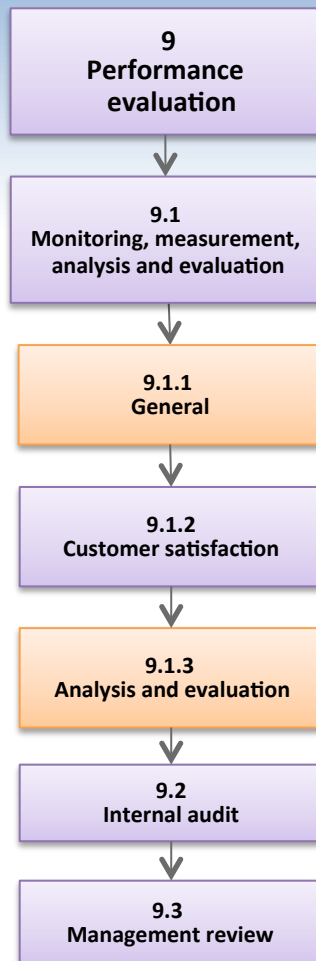 9
Performance
evaluation
9.1
Monitoring, measurement,
analysis and evaluation
9.1.1
General
9.1.2
Customer satisfaction
9.1.3
Analysis and evaluation
9.2
Internal audit
9.3
Management review